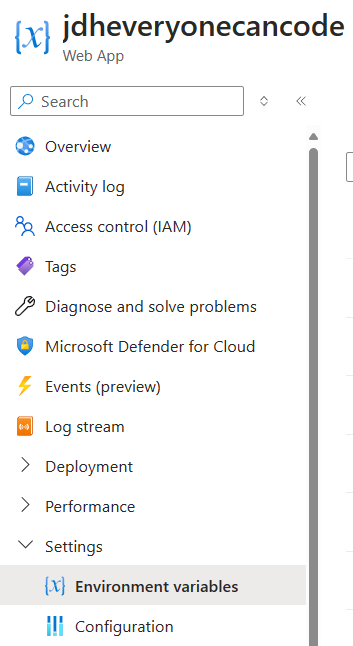 jdheveryonecancode
Web App
Search
Overview
Activity log
Access control (IAM)
Tags
Diagnose and solve problems
Microsoft Defender for Cloud
Events (preview)
Log stream
Deployment
Performance
Settings
Environment variables
Configuration